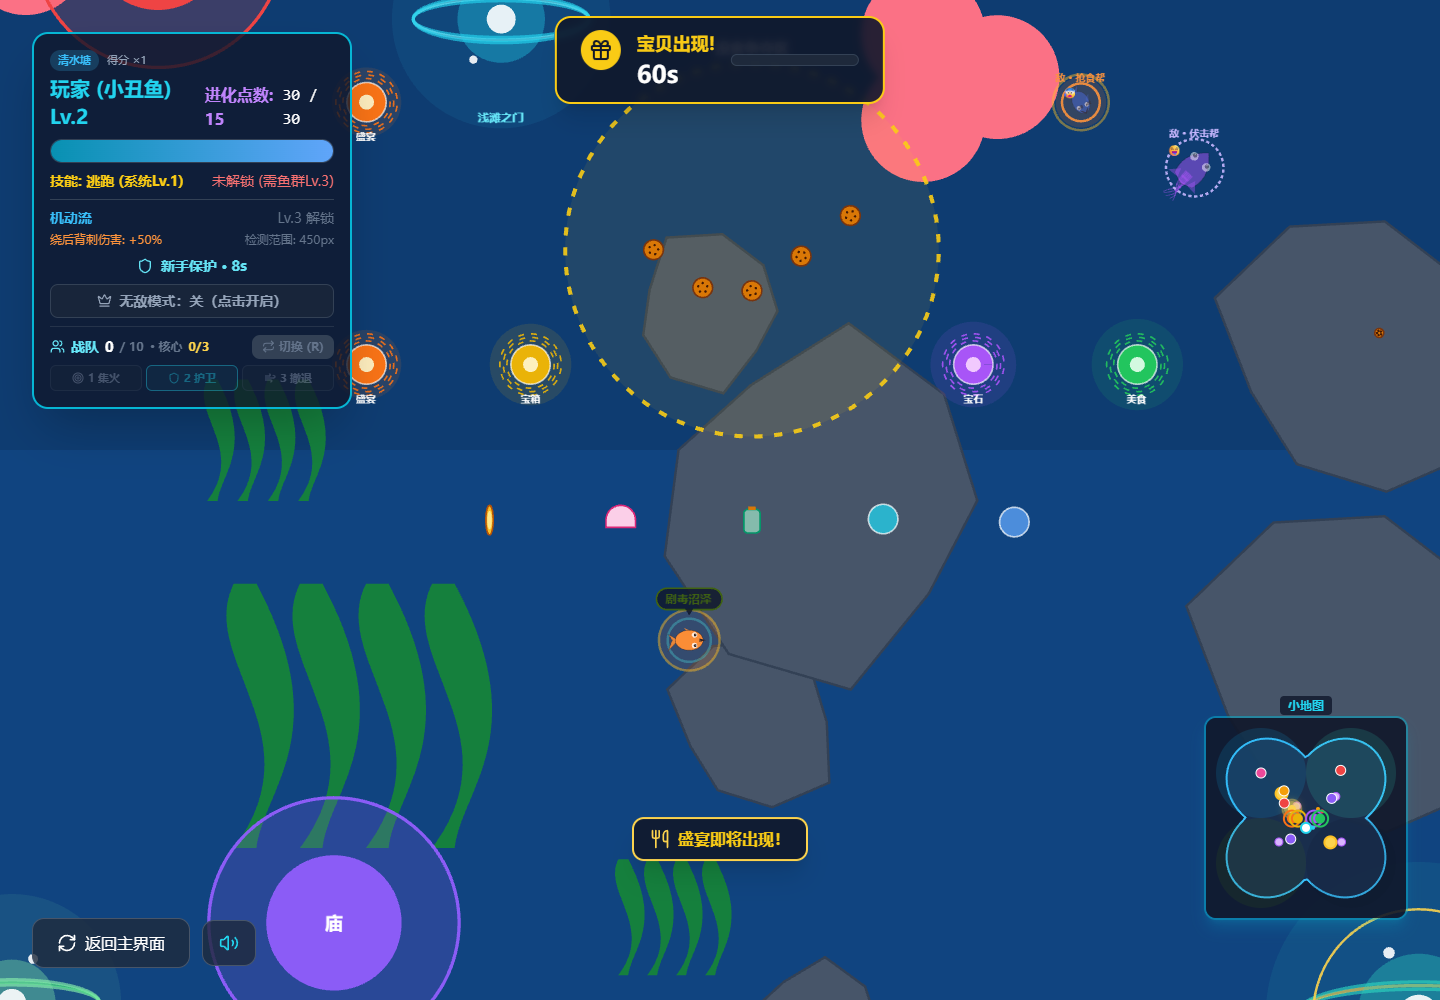 清水塘 得分 ×1
玩家 (小丑鱼)
Lv.2
进化点数: 30 /
15 30
技能: 逃跑 (系统Lv.1) 未解锁 (需鱼群Lv.3)
机动流 Lv.3 解锁
绕后背刺伤害: +50% 检测范围: 450px
新手保护 • 8s
无敌模式：关（点击开启）
战队 0 / 10 • 核心 0/3 切换 (R)
1 集火 2 护卫 3 撤退
宝贝出现!
60s
浅滩之门
盛宴
敌 • 抢食帮
敌 • 伏击帮
盛宴
宝箱
宝石
美食
剧毒沼泽
小地图
盛宴即将出现!
庙
返回主界面